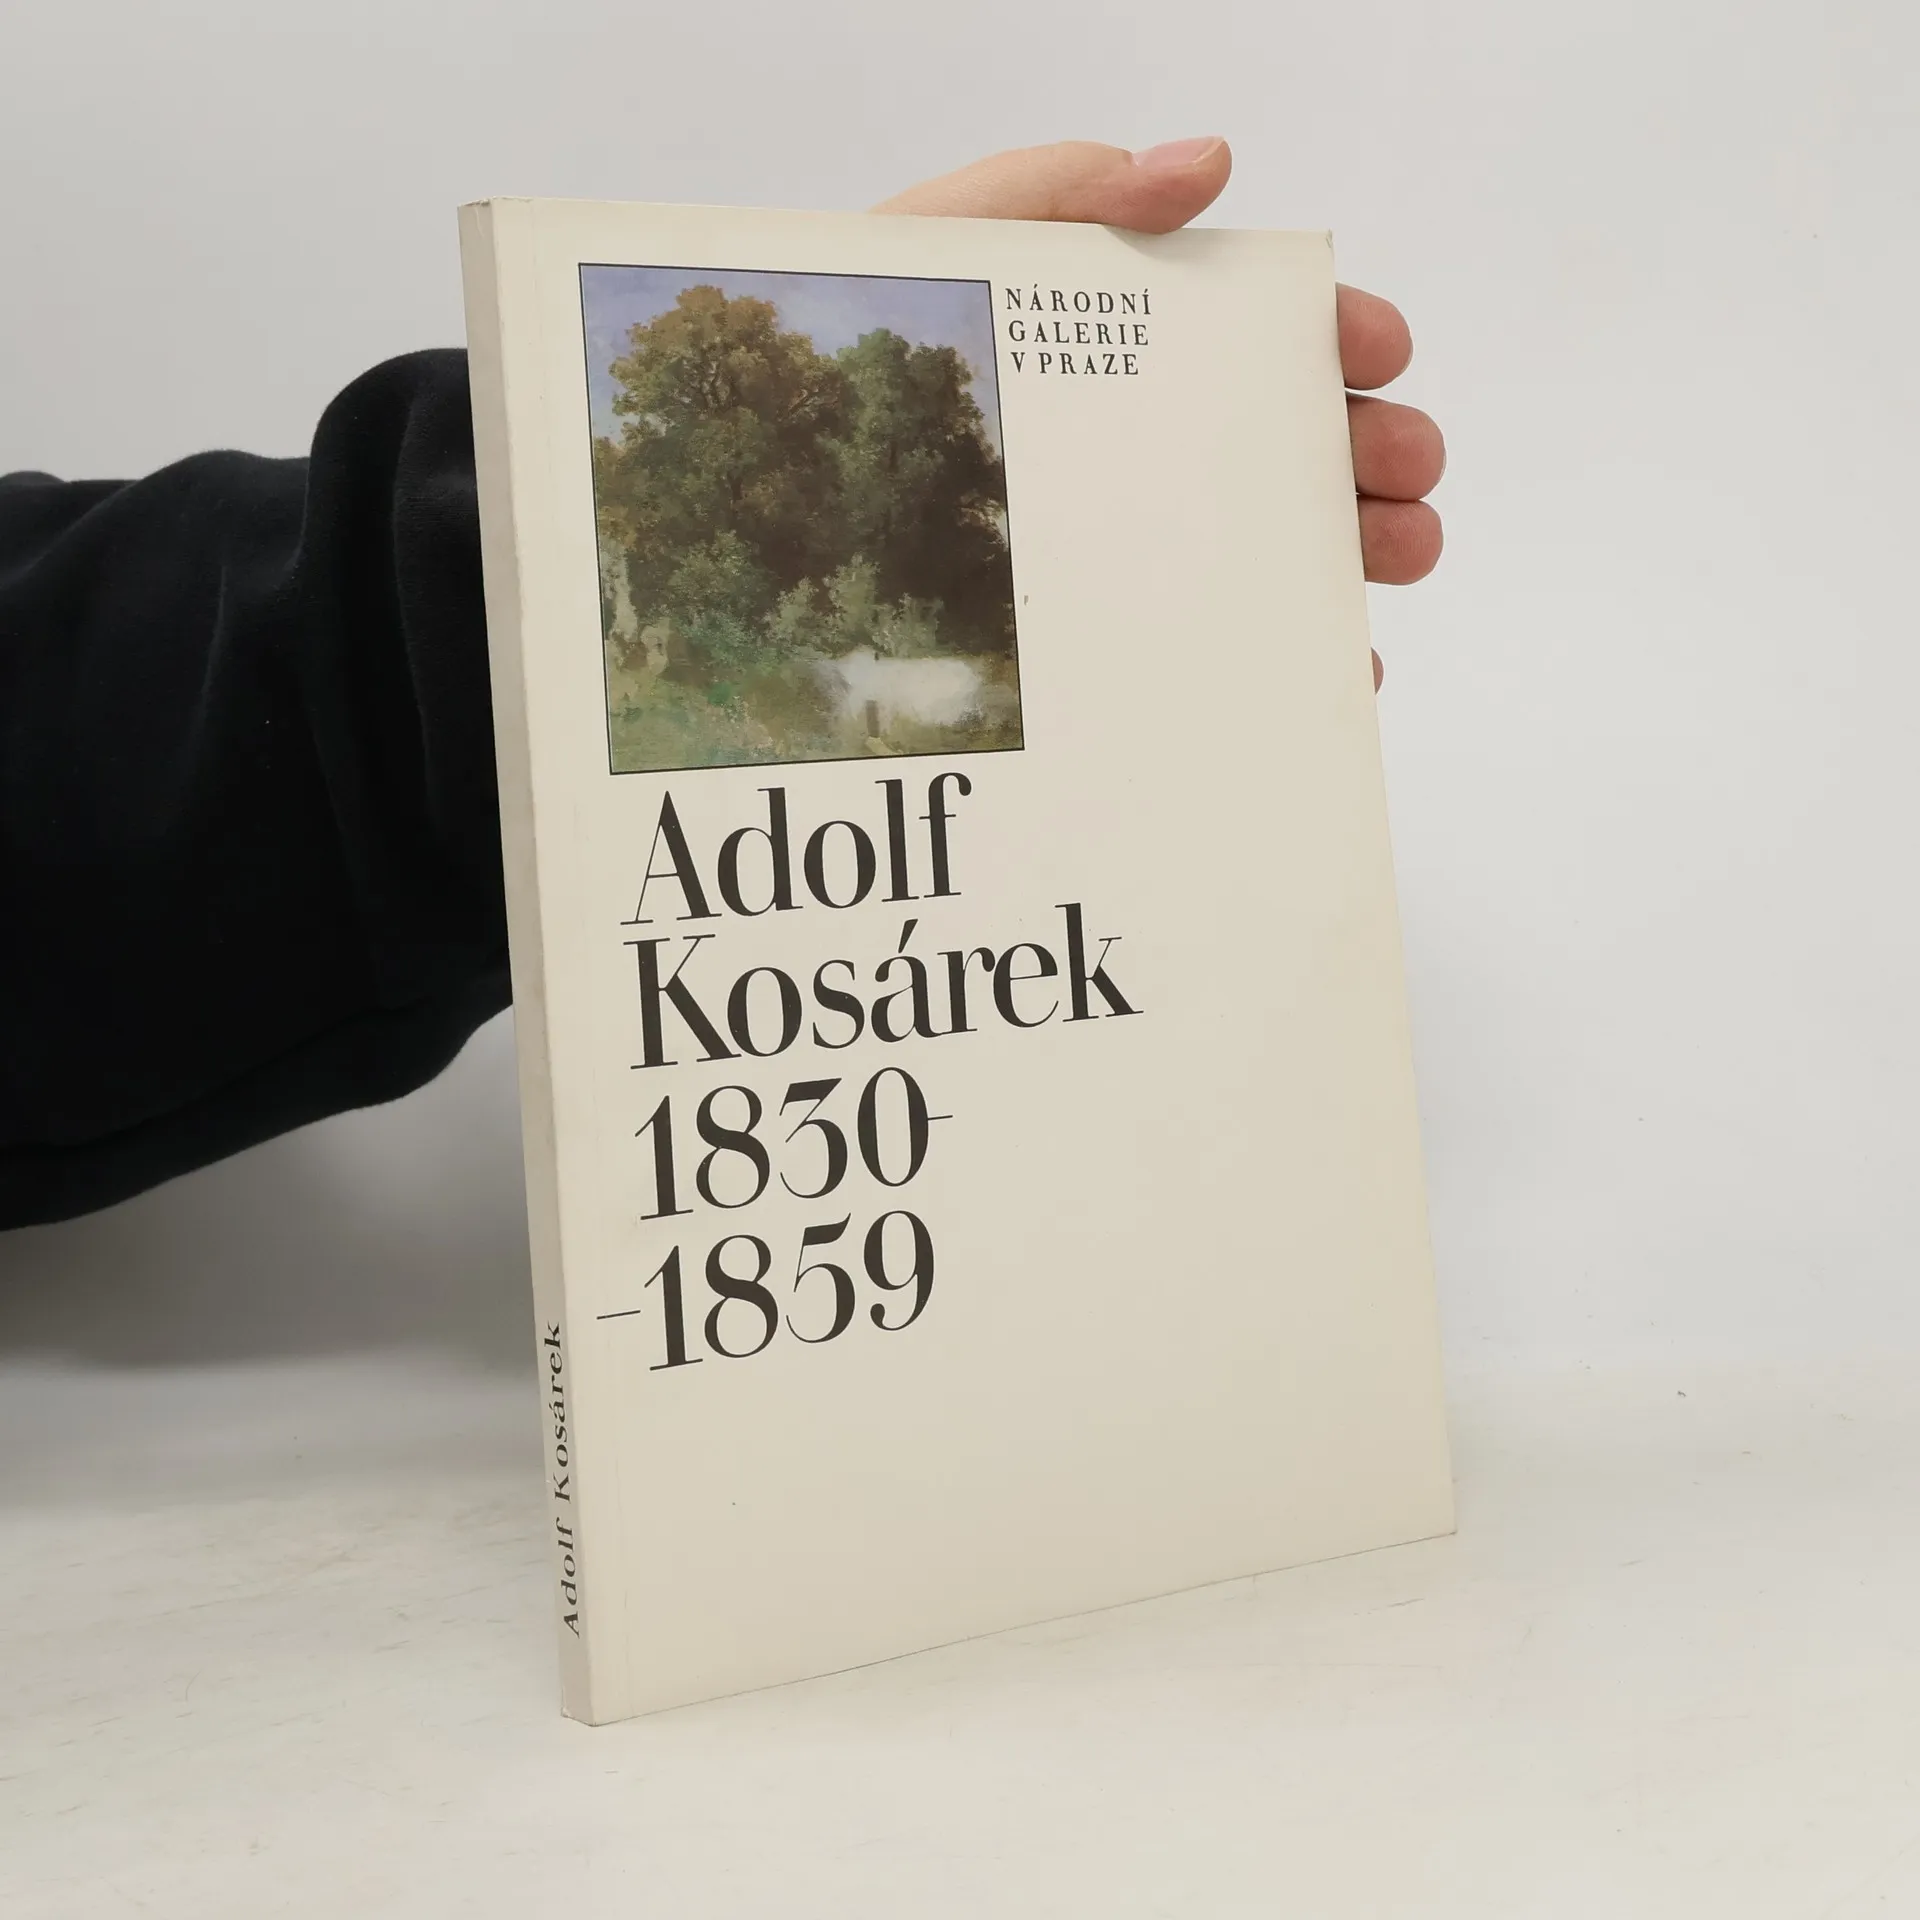 NÁRODNÍ
GALERIE
V PRAZE
Adolf
Kosárek
1830-
-1859
Adolf Kosárek